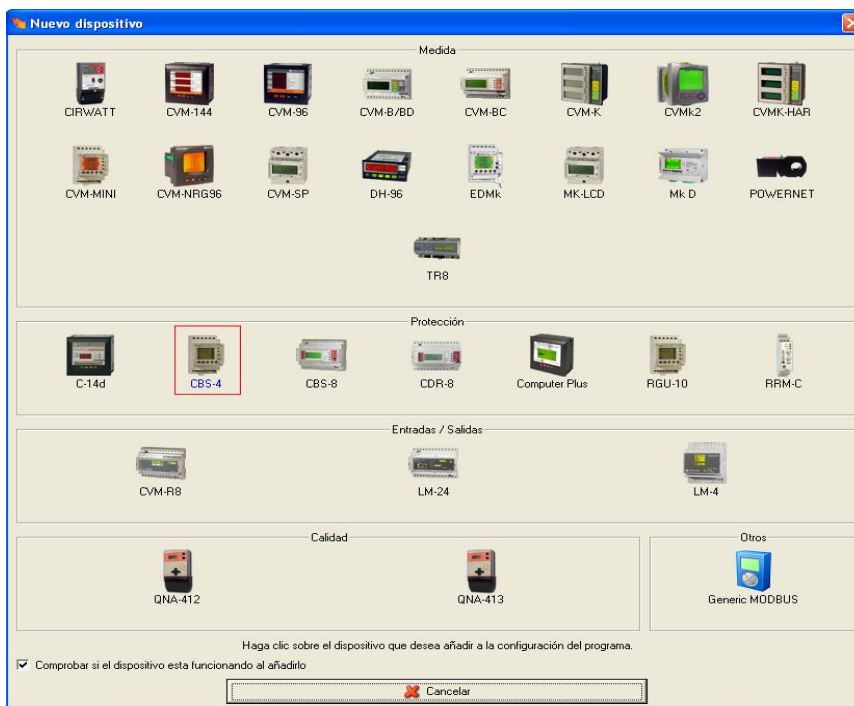 Nuevo dispositivo
Medida
CIRWATT CVM-144 CVM-96 CVM-B/BD CVM-BC CVM-K CVMk2 CVMK-HAR
CVM-MINI CVM-NRG96 CVM-SP DH-96 EDMk MK-LCD Mk D POWERNET
TR8
Protección
C-14d CBS-4 CBS-8 CDR-8 Computer Plus RGU-10 RRM-C
Entradas / Salidas
CVM-R8 LM-24 LM-4
Calidad Otros
QNA-412 QNA-413 Generic MODBUS
Haga clic sobre el dispositivo que desea añadir a la configuración del programa.
Comprobar si el dispositivo esta funcionando al añadirlo
Cancelar